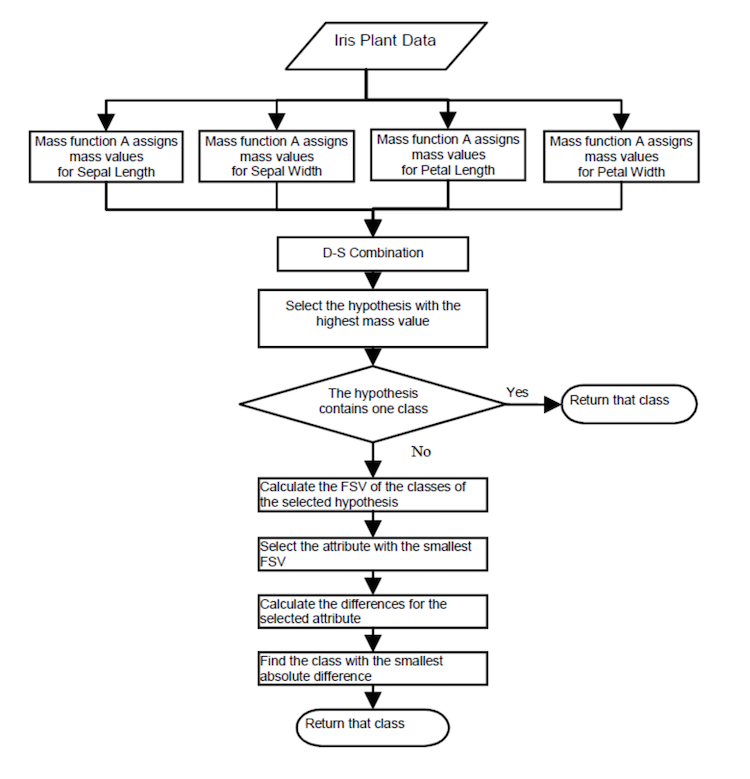 Iris Plant Data
Mass function A assigns
mass values
for Sepal Length
Mass function A assigns
mass values
for Sepal Width
Mass function A assigns
mass values
for Petal Length
Mass function A assigns
mass values
for Petal Width
D-S Combination
Select the hypothesis with the
highest mass value
The hypothesis
contains one class
Yes
Return that class
No
Calculate the FSV of the classes of
the selected hypothesis
Select the attribute with the smallest
FSV
Calculate the differences for the
selected attribute
Find the class with the smallest
absolute difference
Return that class